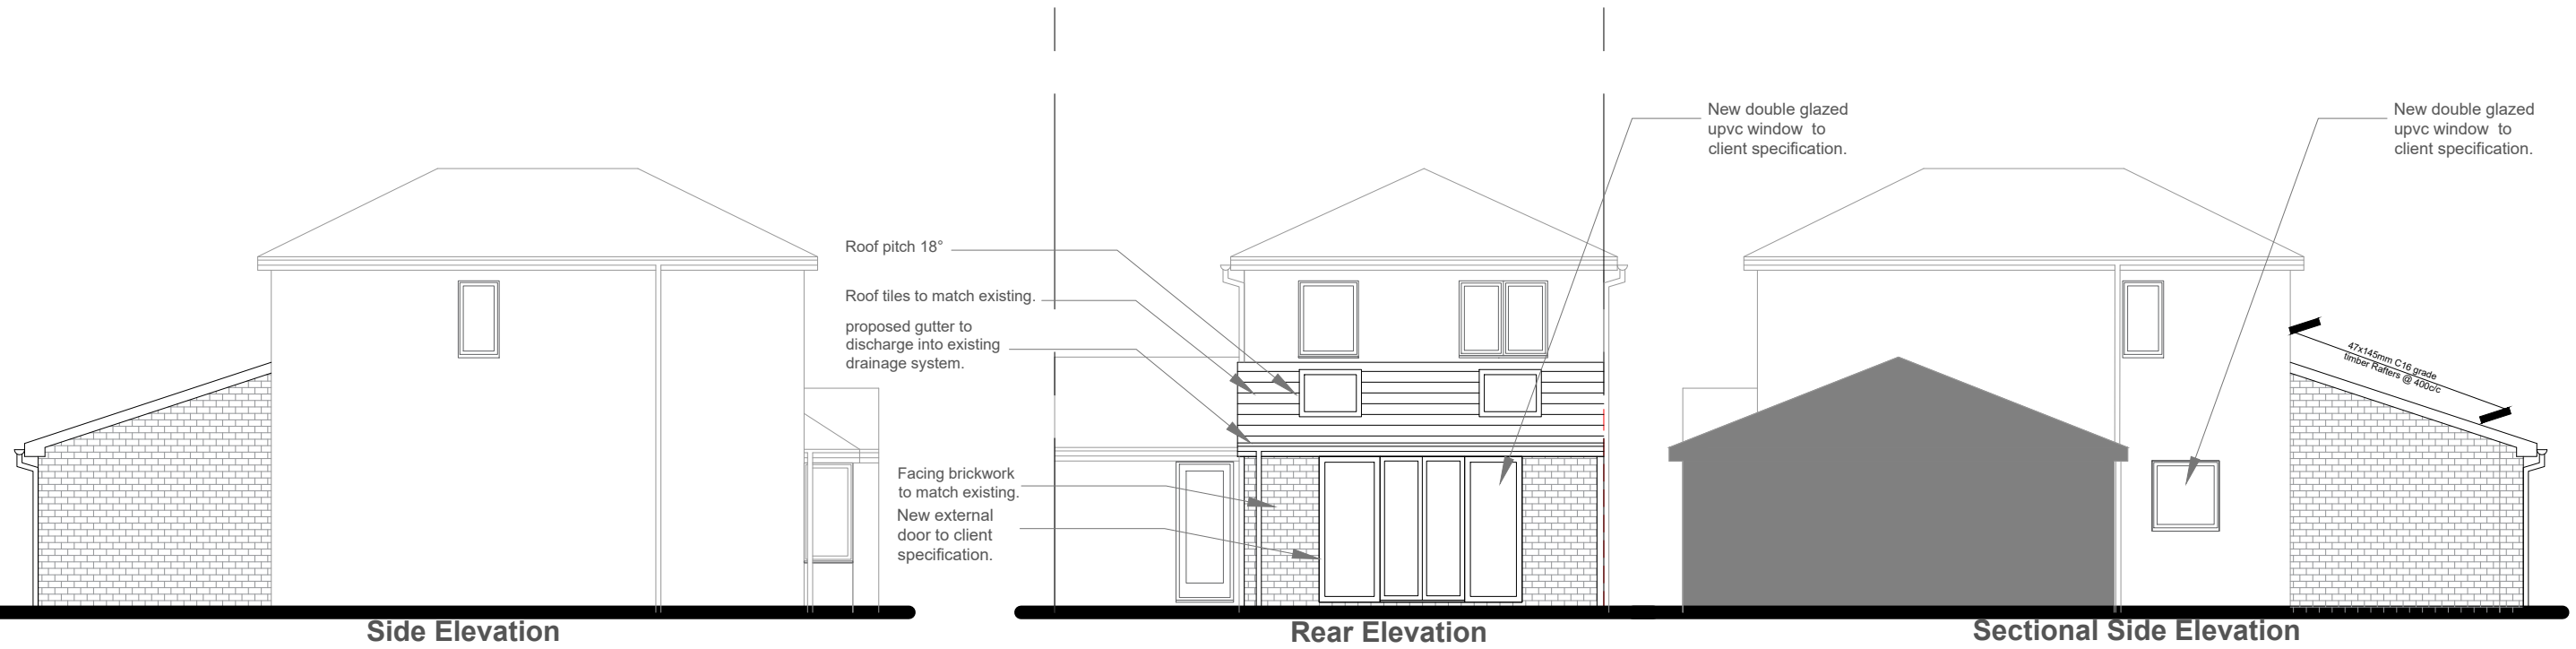 New double glazed
upvc window to
client specification.
New double glazed
upvc window to
client specification.
Roof pitch 18°
Roof tiles to match existing.
proposed gutter to
discharge into existing
drainage system.
47x145mm C16 grade
timber Rafters @ 400c/c
Facing brickwork
to match existing.
New external
door to client
specification.
Side Elevation
Rear Elevation
Sectional Side Elevation